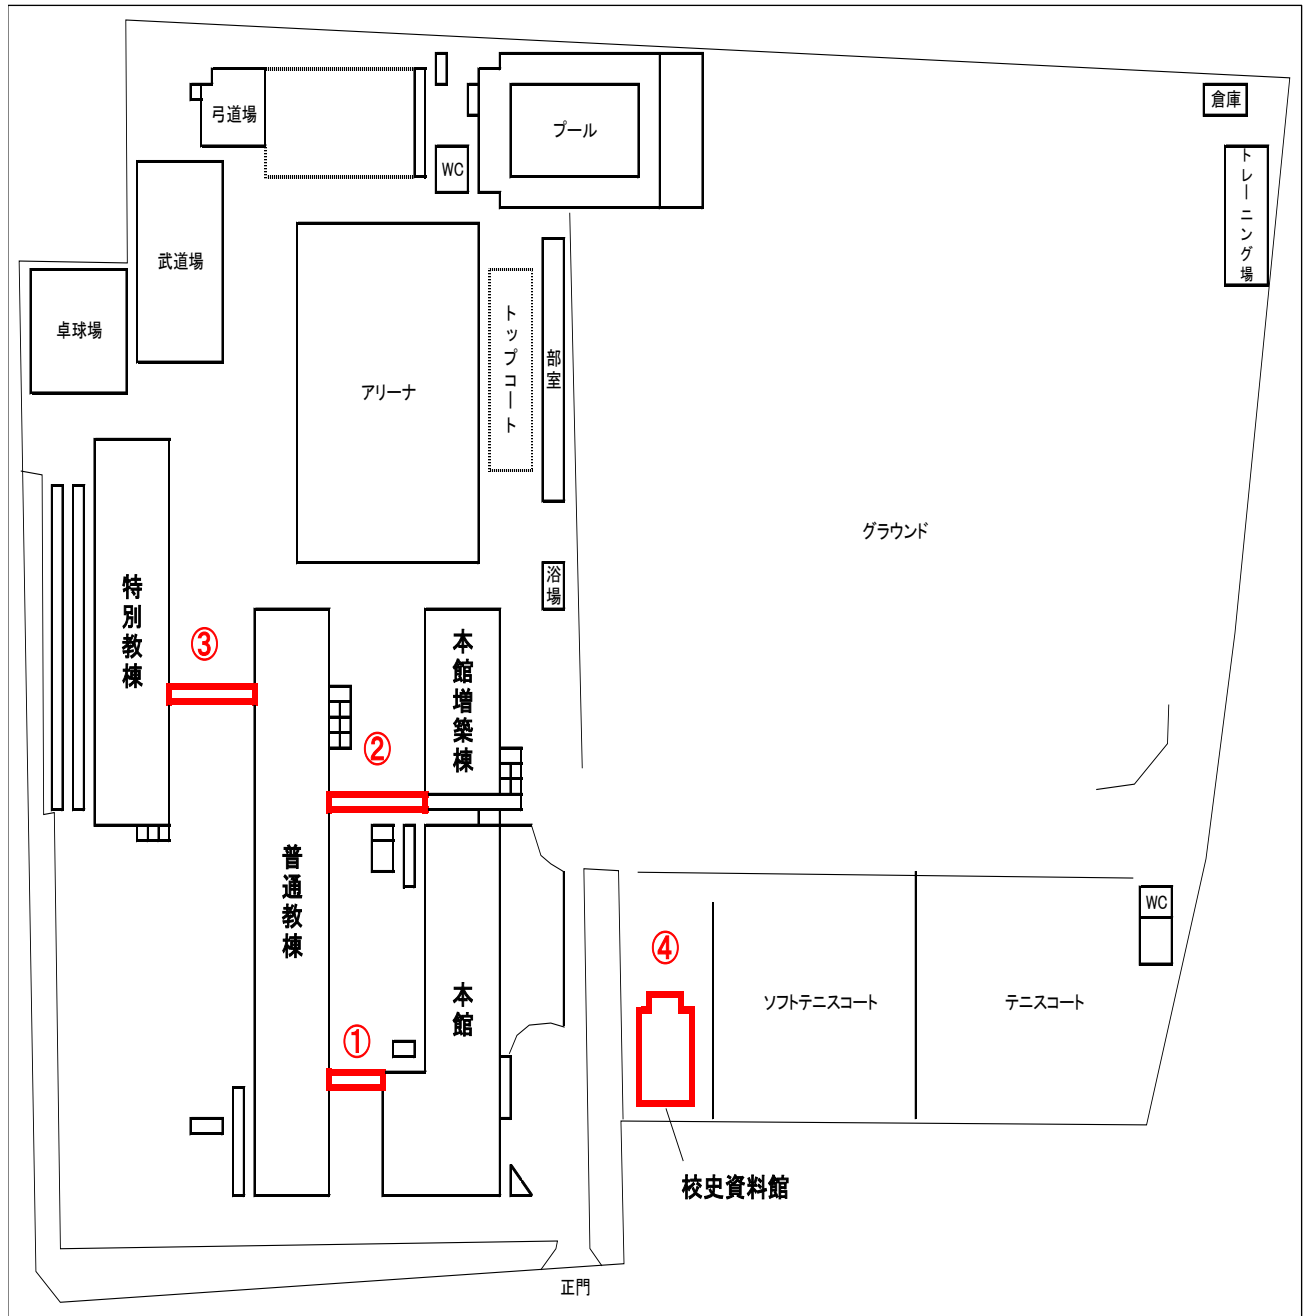 倉庫
弓道場
プール
WC
トレーニング場
武道場
卓球場
トップコート
部室
アリーナ
グラウンド
浴場
特別教棟
③
本館増築棟
②
普通教棟
WC
④
本館
ソフトテニスコート
テニスコート
①
校史資料館
正門